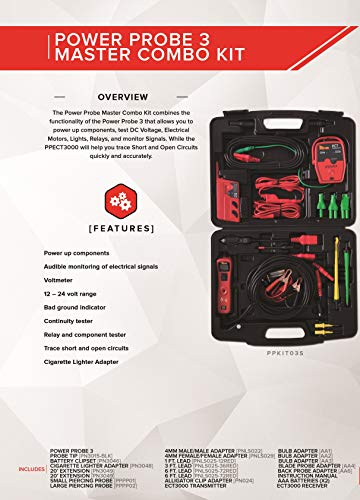 POWER PROBE 3
MASTER COMBO KIT
OVERVIEW
The Power Probe Master Combo Kit combines the
functionality of the Power Probe 3 that allows you to
power up components, test DC Voltage, Electrical
Motors, Lights, Relays, and monitor Signals, While the
PPECT3000 will help you trace Short and Open Circuits
quickly and accurately.
[FEATURES]
Power up components
Audible monitoring of electrical signals
Voltmeter
12 – 24 volt range
Bad ground indicator
Continuity tester
Relay and component tester
Trace short and open circuits
Cigarette Lighter Adapter
PPKIT03S
INCLUDES
POWER PROBE 3
PROBE TIP [PN3015-BLK]
BATTERY CLIPSET [PN3046]
CIGARETTE LIGHTER ADAPTER [PN3048]
20' EXTENSION [PN3049]
20' EXTENSION [PN3049]
SMALL PIERCING PROBE [PPPP01]
LARGE PIERCING PROBE [PPPP02]
4MM MALE/MALE ADAPTER [PNLS022]
4MM FEMALE/FEMALE ADAPTER [PNLS029]
1 FT. LEAD [PNLS025-12RED]
3 FT. LEAD [PNLS025-36RED]
6 FT. LEAD [PNLS025-72RED]
6 FT. LEAD [PNLS025-72RED]
ALLIGATOR CLIP ADAPTER [PN024]
ECT3000 TRANSMITTER
BULB ADAPTER [AA1]
BULB ADAPTER [AA2]
BULB ADAPTER [AA3]
BLADE PROBE ADAPTER [AA4]
BACK PROBE ADAPTER [AA6]
INSTRUCTION MANUAL
AAA BATTERIES (X2)
ECT3000 RECEIVER